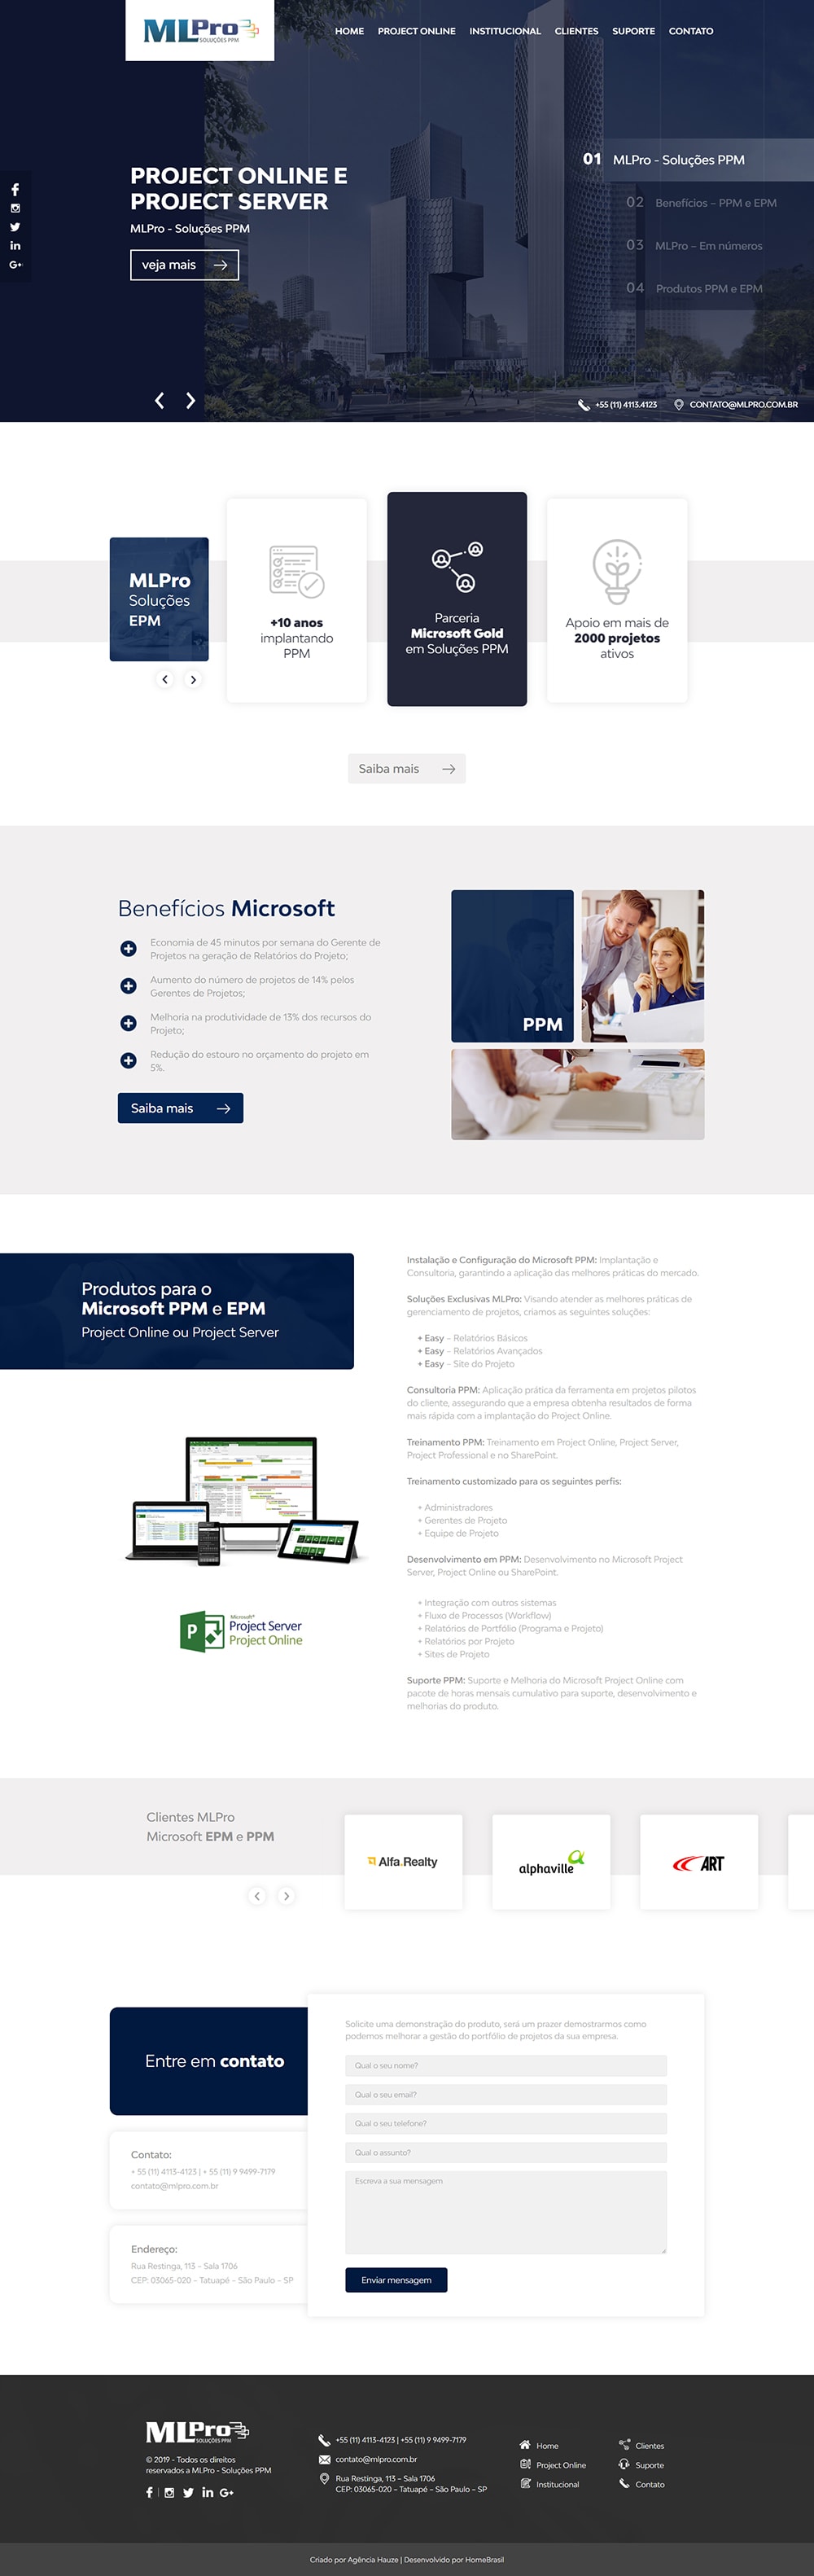 MLPro
SOLUÇÕES PPM
HOME PROJECT ONLINE INSTITUCIONAL CLIENTES SUPORTE CONTATO
PROJECT ONLINE E
PROJECT SERVER
MLPro - Soluções PPM
veja mais
01 MLPro - Soluções PPM
02 Benefícios – PPM e EPM
03 MLPro – Em números
04 Produtos PPM e EPM
+55 (11) 4113.4123 CONTATO@MLPRO.COM.BR
MLPro
Soluções
EPM
+10 anos
implantando
PPM
Parceria
Microsoft Gold
em Soluções PPM
Apoio em mais de
2000 projetos
ativos
Saiba mais
Benefícios Microsoft
Economia de 45 minutos por semana do Gerente de
Projetos na geração de Relatórios do Projeto;
Aumento do número de projetos de 14% pelos
Gerentes de Projetos;
Melhoria na produtividade de 13% dos recursos do
Projeto;
Redução do estouro no orçamento do projeto em
5%.
Saiba mais
PPM
Produtos para o
Microsoft PPM e EPM
Project Online ou Project Server
Microsoft®
Project Server
Project Online
Instalação e Configuração do Microsoft PPM: Implantação e
Consultoria, garantindo a aplicação das melhores práticas do mercado.
Soluções Exclusivas MLPro: Visando atender as melhores práticas de
gerenciamento de projetos, criamos as seguintes soluções:
+ Easy – Relatórios Básicos
+ Easy – Relatórios Avançados
+ Easy – Site do Projeto
Consultoria PPM: Aplicação prática da ferramenta em projetos pilotos
do cliente, assegurando que a empresa obtenha resultados de forma
mais rápida com a implantação do Project Online.
Treinamento PPM: Treinamento em Project Online, Project Server,
Project Professional e no SharePoint.
Treinamento customizado para os seguintes perfis:
+ Administradores
+ Gerentes de Projeto
+ Equipe de Projeto
Desenvolvimento em PPM: Desenvolvimento no Microsoft Project
Server, Project Online ou SharePoint.
+ Integração com outros sistemas
+ Fluxo de Processos (Workflow)
+ Relatórios de Portfólio (Programa e Projeto)
+ Relatórios por Projeto
+ Sites de Projeto
Suporte PPM: Suporte e Melhoria do Microsoft Project Online com
pacote de horas mensais cumulativo para suporte, desenvolvimento e
melhorias do produto.
Clientes MLPro
Microsoft EPM e PPM
Alfa.Realty
alphaville
ART
Entre em contato
Contato:
+ 55 (11) 4113-4123 | + 55 (11) 9 9499-7179
contato@mlpro.com.br
Endereço:
Rua Restinga, 113 – Sala 1706
CEP: 03065-020 – Tatuapé – São Paulo – SP
Solicite uma demonstração do produto, será um prazer demostrarmos como
podemos melhorar a gestão do portfólio de projetos da sua empresa.
Qual o seu nome?
Qual o seu email?
Qual o seu telefone?
Qual o assunto?
Escreva a sua mensagem
Enviar mensagem
MLPro
SOLUÇÕES PPM
© 2019 - Todos os direitos
reservados a MLPro - Soluções PPM
+55 (11) 4113-4123 | +55 (11) 9 9499-7179
contato@mlpro.com.br
Rua Restinga, 113 – Sala 1706
CEP: 03065-020 – Tatuapé – São Paulo – SP
Home
Project Online
Institucional
Clientes
Suporte
Contato
Criado por Agência Hauze | Desenvolvido por HomeBrasil